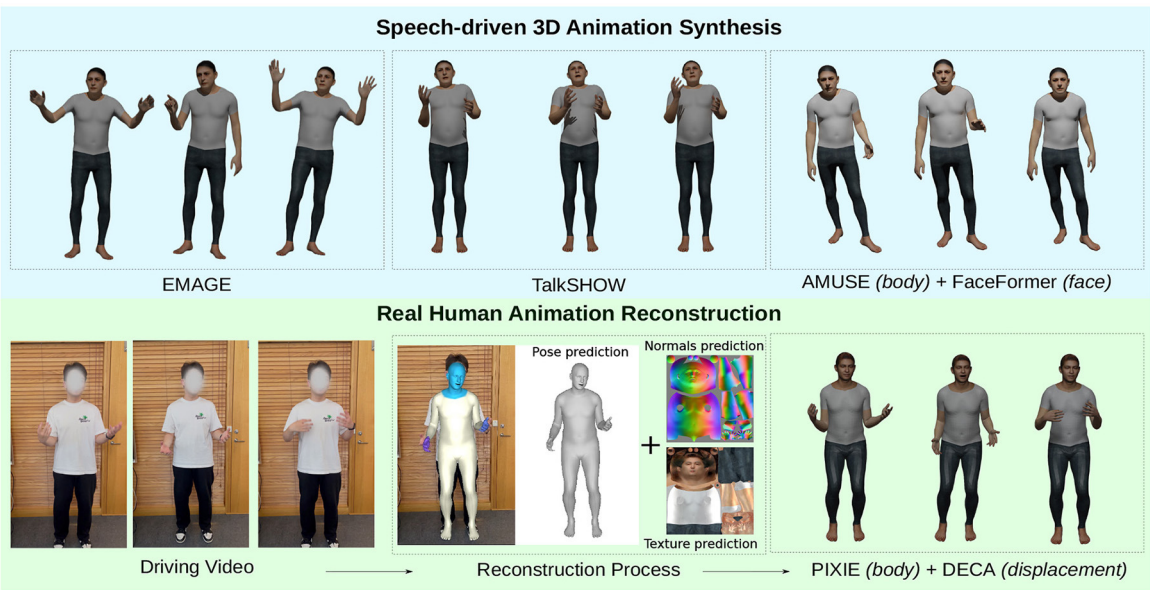 Speech-driven 3D Animation Synthesis
EMAGE
TalkSHOW
AMUSE (body) + FaceFormer (face)
Real Human Animation Reconstruction
Pose prediction
Normals prediction
+
Texture prediction
Driving Video
Reconstruction Process
PIXIE (body) + DECA (displacement)